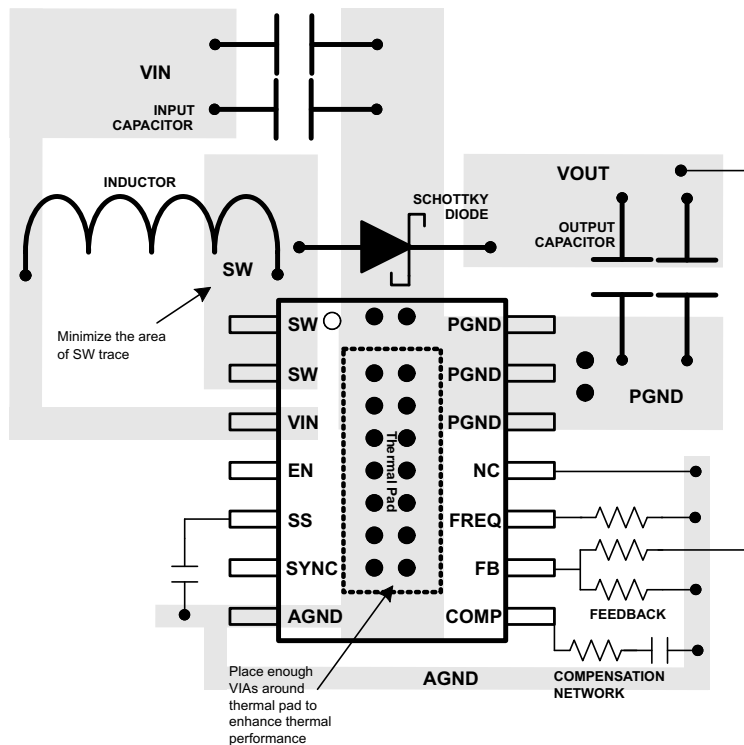 VIN
INPUT
CAPACITOR
INDUCTOR
SW
Minimize the area
of SW trace
SCHOTTKY
DIODE
VOUT
OUTPUT
CAPACITOR
SW
PGND
SW
PGND
PGND
VIN
PGND
EN
NC
SS
FREQ
SYNC
FB
AGND
COMP
Thermal Pad
FEEDBACK
COMPENSATION
NETWORK
AGND
Place enough
VIAs around
thermal pad to
enhance thermal
performance